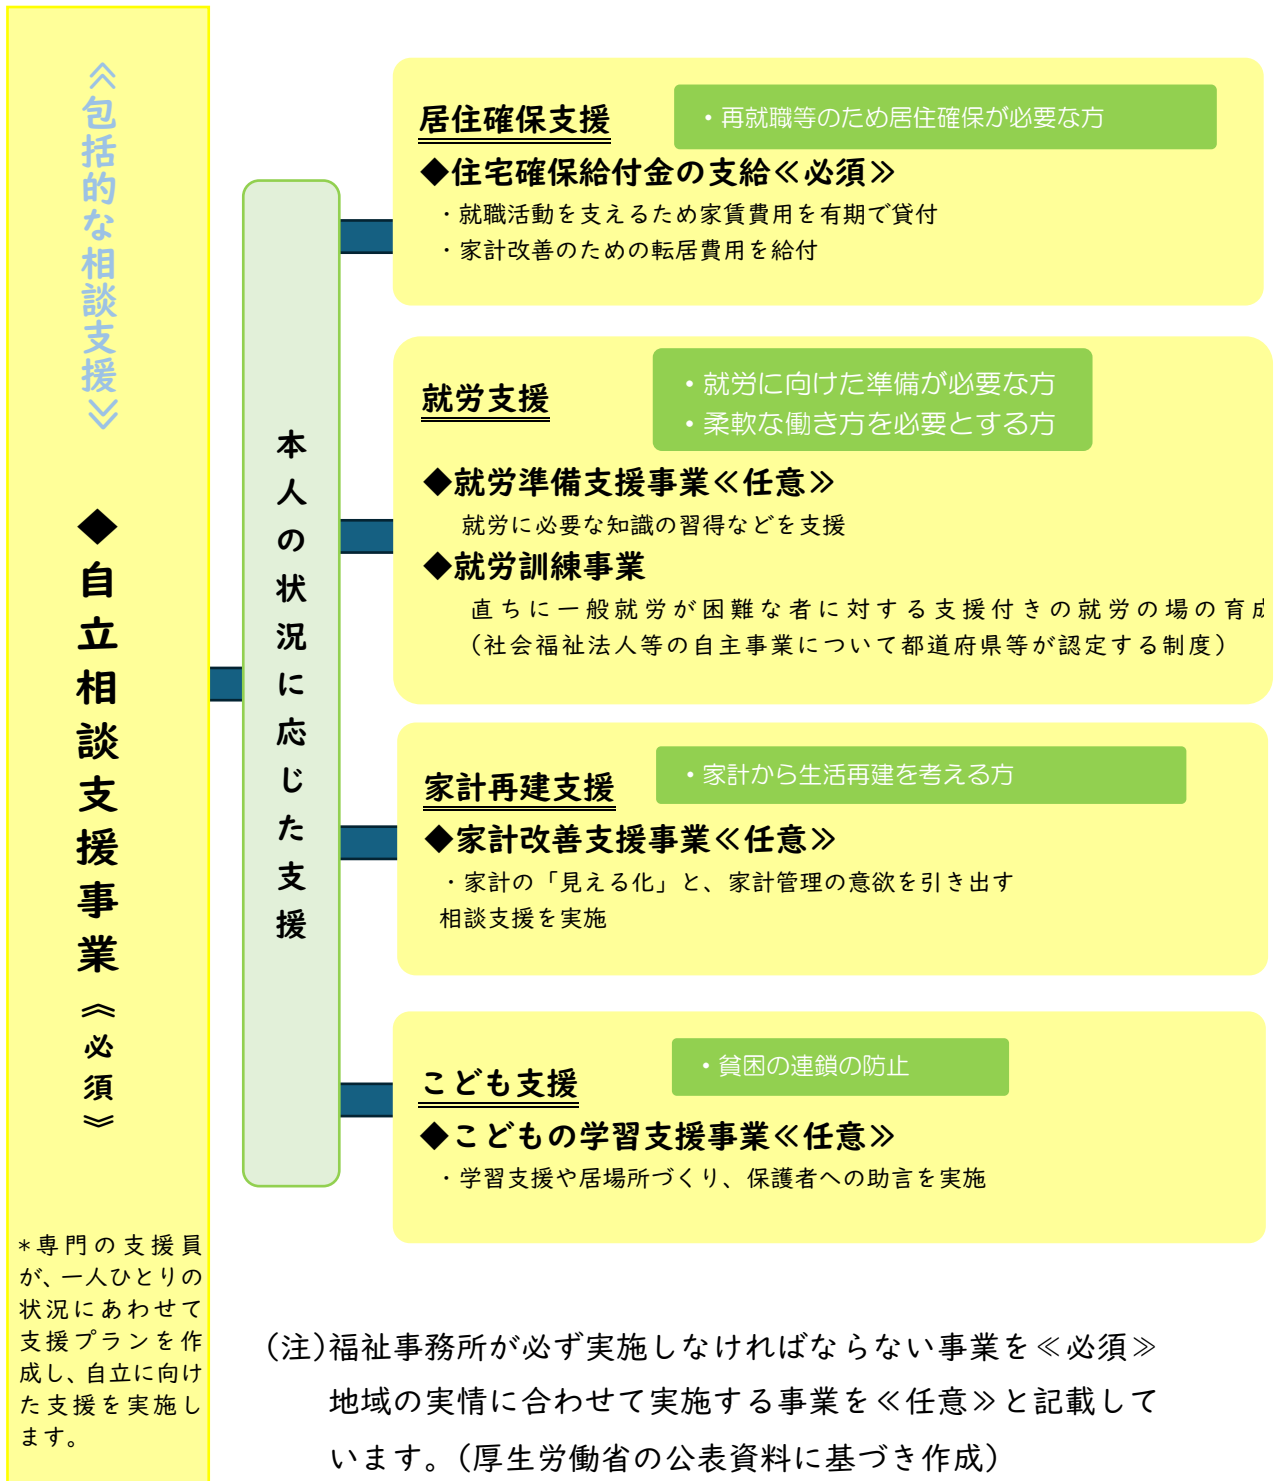 ≪包括的な相談支援≫
◆自立相談支援事業≪必須≫
*専門の支援員
が、一人ひとりの
状況にあわせて
支援プランを作
成し、自立に向け
た支援を実施し
ます。
本人の状況に応じた支援
居住確保支援
・再就職等のため居住確保が必要な方
◆住宅確保給付金の支給≪必須≫
・就職活動を支えるため家賃費用を有期で貸付
・家計改善のための転居費用を給付
就労支援
・就労に向けた準備が必要な方
・柔軟な働き方を必要とする方
◆就労準備支援事業≪任意≫
就労に必要な知識の習得などを支援
◆就労訓練事業
直ちに一般就労が困難な者に対する支援付きの就労の場の育成
(社会福祉法人等の自主事業について都道府県等が認定する制度)
家計再建支援
・家計から生活再建を考える方
◆家計改善支援事業≪任意≫
・家計の「見える化」と、家計管理の意欲を引き出す
相談支援を実施
こども支援
・貧困の連鎖の防止
◆こどもの学習支援事業≪任意≫
・学習支援や居場所づくり、保護者への助言を実施
(注)福祉事務所が必ず実施しなければならない事業を≪必須≫
地域の実情に合わせて実施する事業を≪任意≫と記載して
います。(厚生労働省の公表資料に基づき作成)